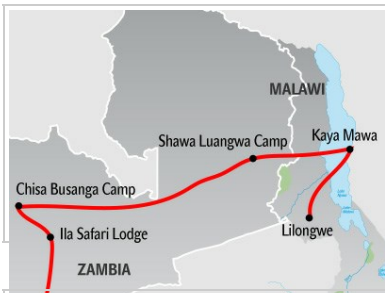 MALAWI
Shawa Luangwa Camp
Kaya Mawa
Chisa Busanga Camp
Ila Safari Lodge
Lilongwe
ZAMBIA